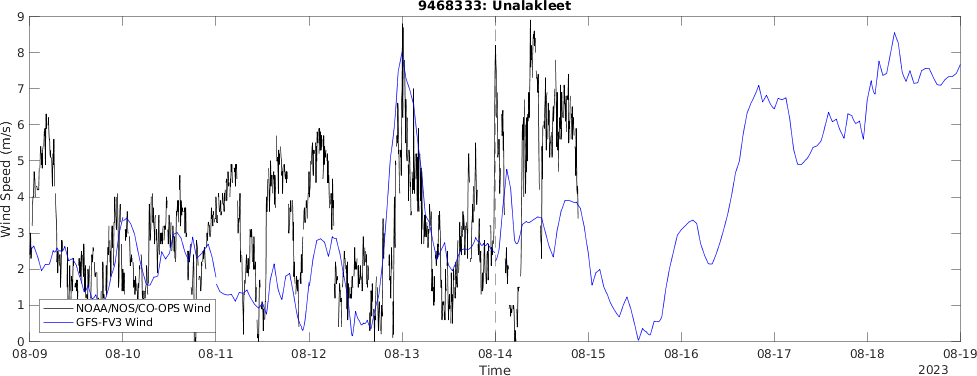 9468333: Unalakleet
Wind Speed (m/s)
9
8
7
6
5
4
3
2
1
0
NOAA/NOS/CO-OPS Wind
GFS-FV3 Wind
08-09 08-10 08-11 08-12 08-13 08-14 08-15 08-16 08-17 08-18 08-19
Time
2023